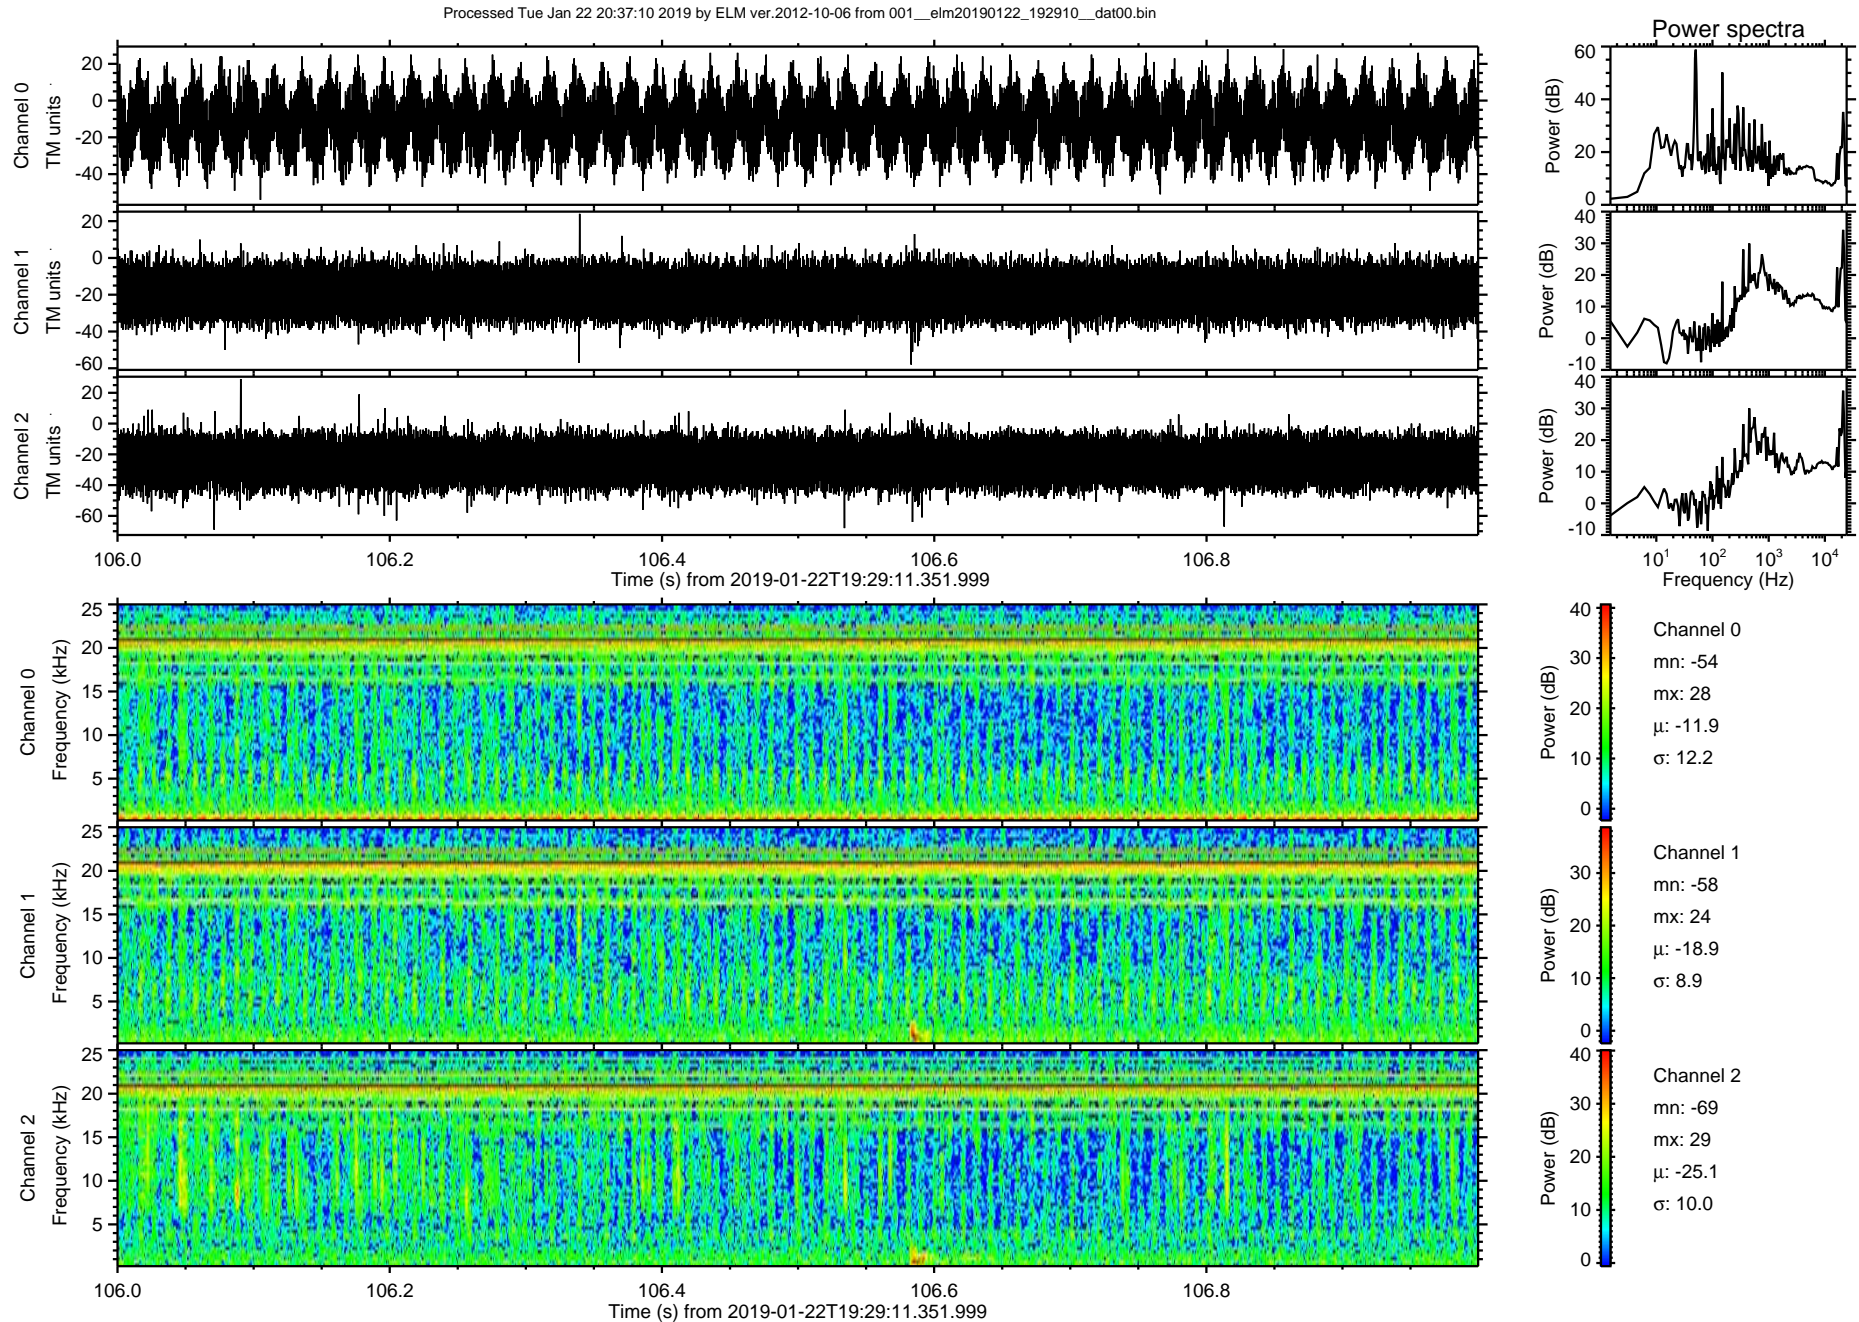 Processed Tue Jan 22 20:37:10 2019 by ELM ver.2012-10-06 from 001__elm20190122_192910__dat00.bin
Power spectra
Channel 0
TM units
20
0
-20
-40
Power (dB)
60
40
20
0
Channel 1
TM units
20
0
-20
-40
-60
Power (dB)
40
30
20
10
0
-10
Channel 2
TM units
20
0
-20
-40
-60
Power (dB)
40
30
20
10
0
-10
106.0 106.2 106.4 106.6 106.8
Time (s) from 2019-01-22T19:29:11.351.999
10^1 10^2 10^3 10^4
Frequency (Hz)
Channel 0
Frequency (kHz)
25
20
15
10
5
Power (dB)
40
30
20
10
0
Channel 0
mn: -54
mx: 28
μ: -11.9
σ: 12.2
Channel 1
Frequency (kHz)
25
20
15
10
5
Power (dB)
30
20
10
0
Channel 1
mn: -58
mx: 24
μ: -18.9
σ: 8.9
Channel 2
Frequency (kHz)
25
20
15
10
5
Power (dB)
40
30
20
10
0
Channel 2
mn: -69
mx: 29
μ: -25.1
σ: 10.0
106.0 106.2 106.4 106.6 106.8
Time (s) from 2019-01-22T19:29:11.351.999